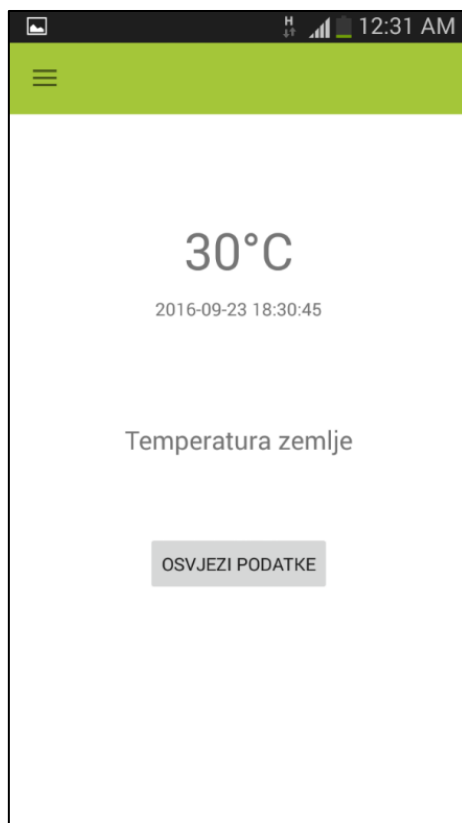 H
12:31 AM
30°C
2016-09-23 18:30:45
Temperatura zemlje
OSVJEZI PODATKE